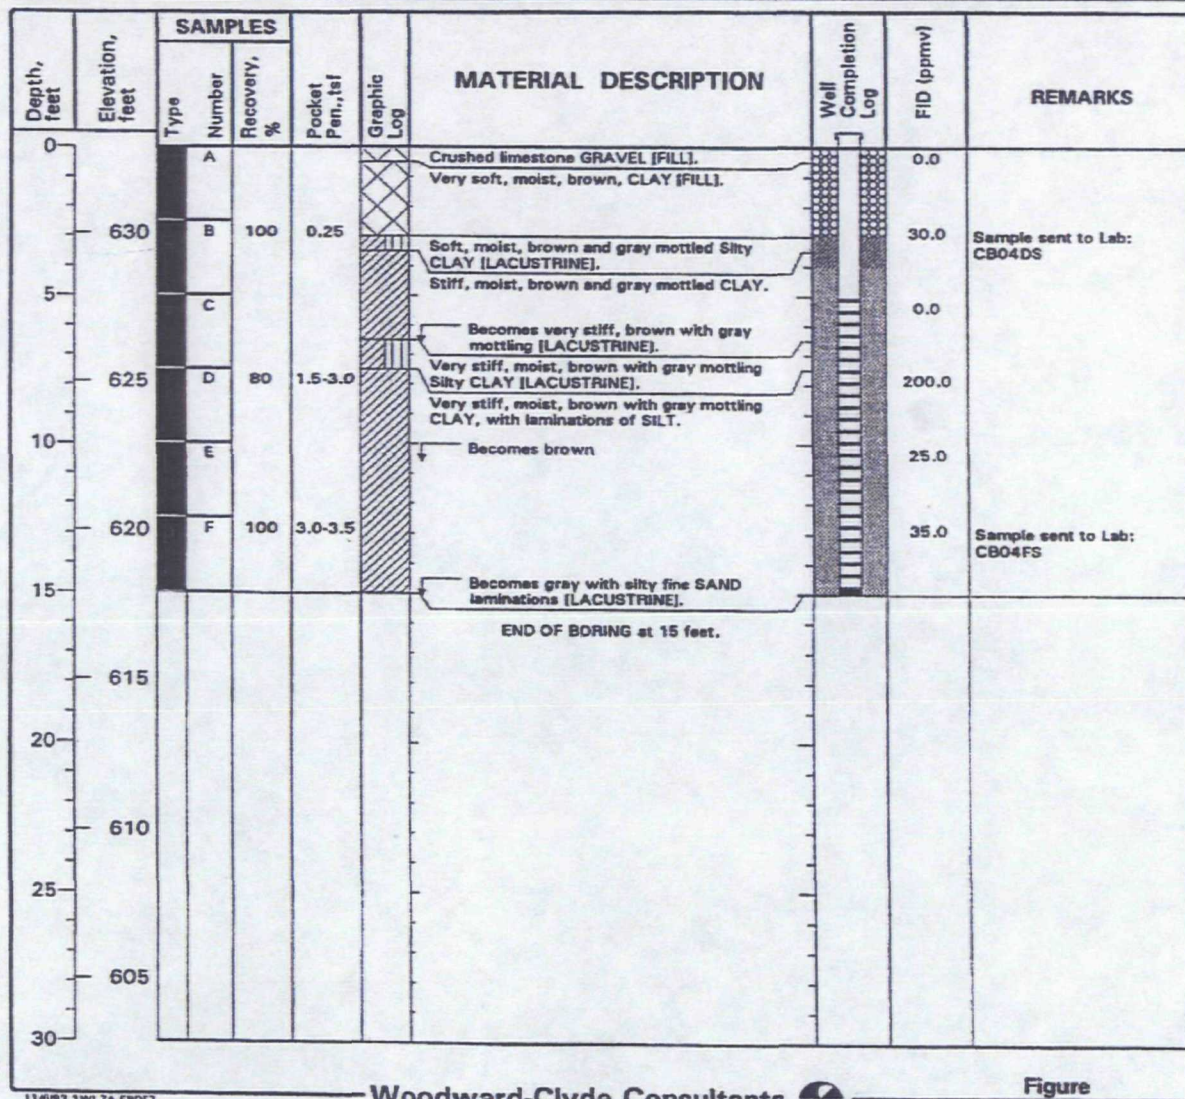 SAMPLES
Depth, feet
Elevation, feet
Type
Number
Recovery, %
Pocket Pen.,tsf
Graphic Log
MATERIAL DESCRIPTION
Well Completion Log
FID (ppmv)
REMARKS
0
A
Crushed limestone GRAVEL [FILL].
0.0
Very soft, moist, brown, CLAY [FILL].
630
B
100
0.25
30.0
Sample sent to Lab:
CB04DS
Soft, moist, brown and gray mottled Silty
CLAY [LACUSTRINE].
Stiff, moist, brown and gray mottled CLAY.
5
C
0.0
Becomes very stiff, brown with gray
mottling [LACUSTRINE].
Very stiff, moist, brown with gray mottling
Silty CLAY [LACUSTRINE].
625
D
80
1.5-3.0
200.0
Very stiff, moist, brown with gray mottling
CLAY, with laminations of SILT.
10
E
Becomes brown
25.0
620
F
100
3.0-3.5
35.0
Sample sent to Lab:
CB04FS
15
Becomes gray with silty fine SAND
laminations [LACUSTRINE].
END OF BORING at 15 feet.
615
20
610
25
605
30
Woodward-Clyde Consultants
Figure